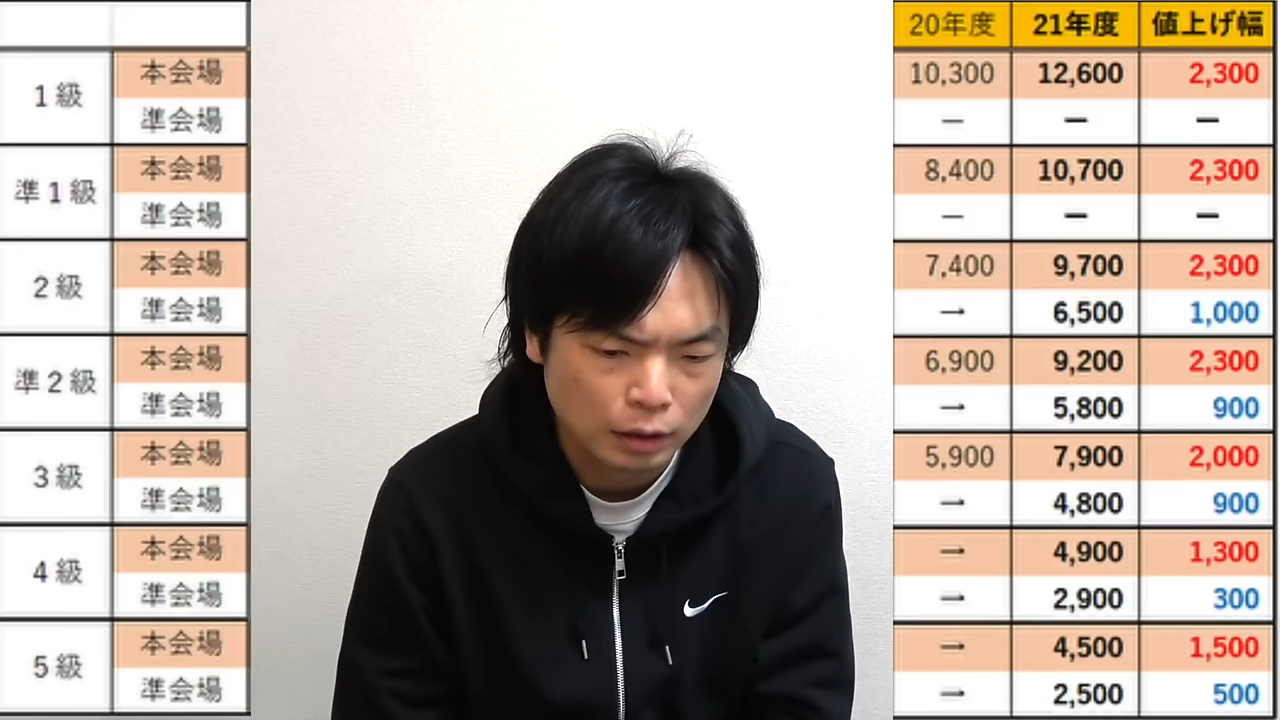 20年度 21年度 値上げ幅
1級 本会場 10,300 12,600 2,300
準会場 － － －
準1級 本会場 8,400 10,700 2,300
準会場 － － －
2級 本会場 7,400 9,700 2,300
準会場 → 6,500 1,000
準2級 本会場 6,900 9,200 2,300
準会場 → 5,800 900
3級 本会場 5,900 7,900 2,000
準会場 → 4,800 900
4級 本会場 → 4,900 1,300
準会場 → 2,900 300
5級 本会場 → 4,500 1,500
準会場 → 2,500 500